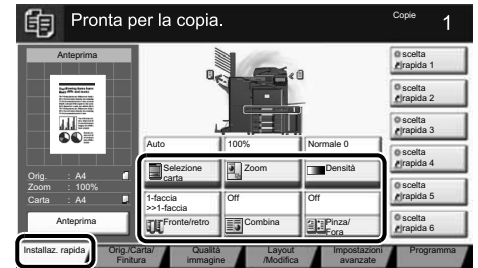 Pronta per la copia.
Copie
1
Anteprima
Orig. : A4
Zoom : 100%
Carta : A4
Anteprima
Auto
100%
Normale 0
Selezione
carta
Zoom
Densità
1-faccia
>>1-faccia
Off
Off
Fronte/retro
Combina
Pinza/
Fora
scelta
rapida 1
scelta
rapida 2
scelta
rapida 3
scelta
rapida 4
scelta
rapida 5
scelta
rapida 6
Installaz. rapida
Orig./Carta/
Finitura
Qualità
immagine
Layout
/Modifica
Impostazioni
avanzate
Programma